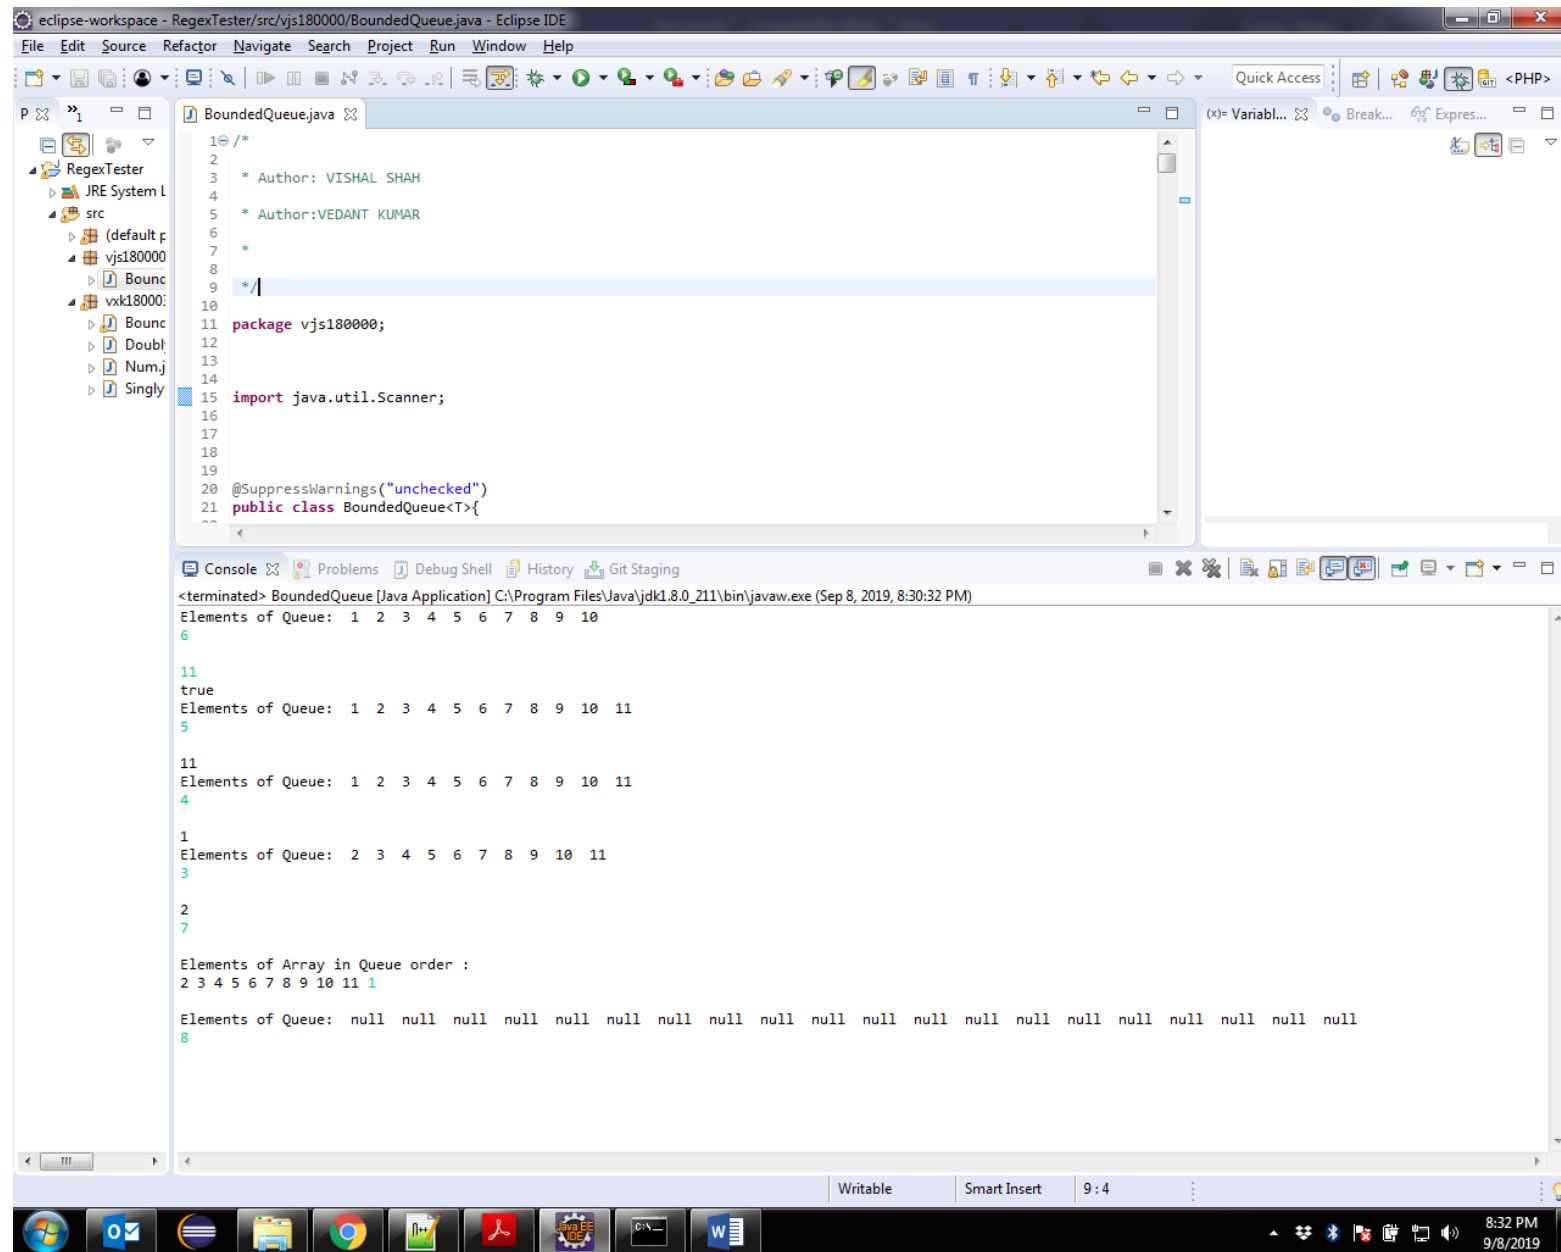 eclipse-workspace - RegexTester/src/vjs180000/BoundedQueue.java - Eclipse IDE
File Edit Source Refactor Navigate Search Project Run Window Help
Quick Access <PHP>
P
BoundedQueue.java
(x)= Variabl... Break... Expres...
RegexTester
JRE System L
src
(default p
vjs180000
Bound
vxk18000
Bound
Doubl
Num.j
Singly
1 /*
2
3 * Author: VISHAL SHAH
4
5 * Author:VEDANT KUMAR
6
7 *
8
9 */
10
11 package vjs180000;
12
13
14
15 import java.util.Scanner;
16
17
18
19
20 @SuppressWarnings("unchecked")
21 public class BoundedQueue<T>{
Console Problems Debug Shell History Git Staging
<terminated> BoundedQueue [Java Application] C:\Program Files\Java\jdk1.8.0_211\bin\javaw.exe (Sep 8, 2019, 8:30:32 PM)
Elements of Queue: 1 2 3 4 5 6 7 8 9 10
6
11
true
Elements of Queue: 1 2 3 4 5 6 7 8 9 10 11
5
11
Elements of Queue: 1 2 3 4 5 6 7 8 9 10 11
4
1
Elements of Queue: 2 3 4 5 6 7 8 9 10 11
3
2
7
Elements of Array in Queue order :
2 3 4 5 6 7 8 9 10 11 1
Elements of Queue: null null null null null null null null null null null null null null null null null null null null
8
Writable Smart Insert 9 : 4
8:32 PM
9/8/2019